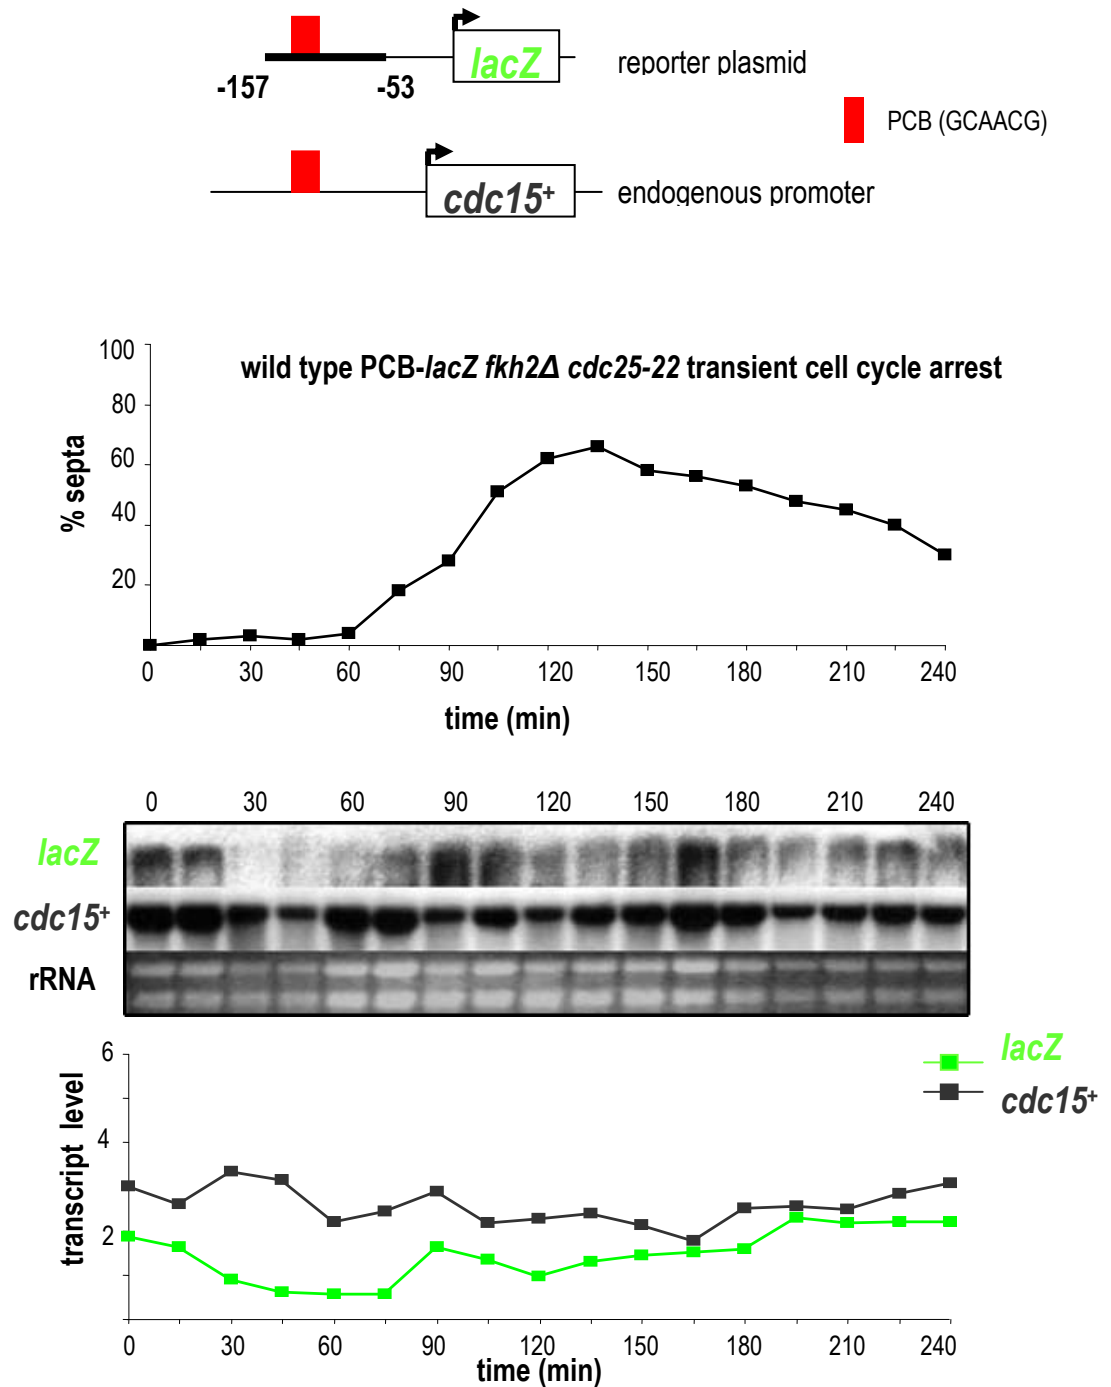 lacZ
reporter plasmid
-157
-53
PCB (GCAACG)
cdc15+
endogenous promoter
wild type PCB-lacZ fkh2Δ cdc25-22 transient cell cycle arrest
100
80
60
40
20
% septa
0 30 60 90 120 150 180 210 240
time (min)
0 30 60 90 120 150 180 210 240
lacZ
cdc15+
rRNA
lacZ
cdc15+
6
4
2
transcript level
0 30 60 90 120 150 180 210 240
time (min)